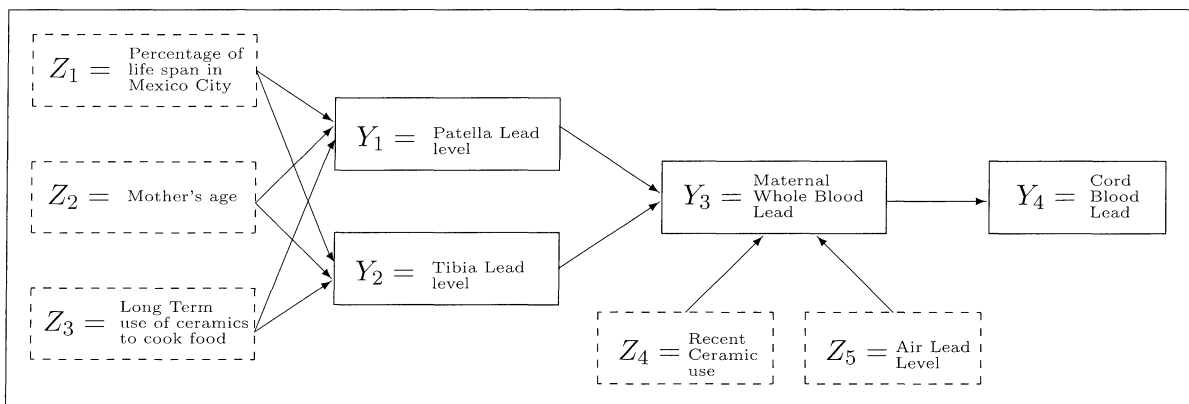 Z1 = Percentage of
life span in
Mexico City
Z2 = Mother's age
Z3 = Long Term
use of ceramics
to cook food
Y1 = Patella Lead
level
Y2 = Tibia Lead
level
Y3 = Maternal
Whole Blood
Lead
Y4 = Cord
Blood
Lead
Z4 = Recent
Ceramic
use
Z5 = Air Lead
Level